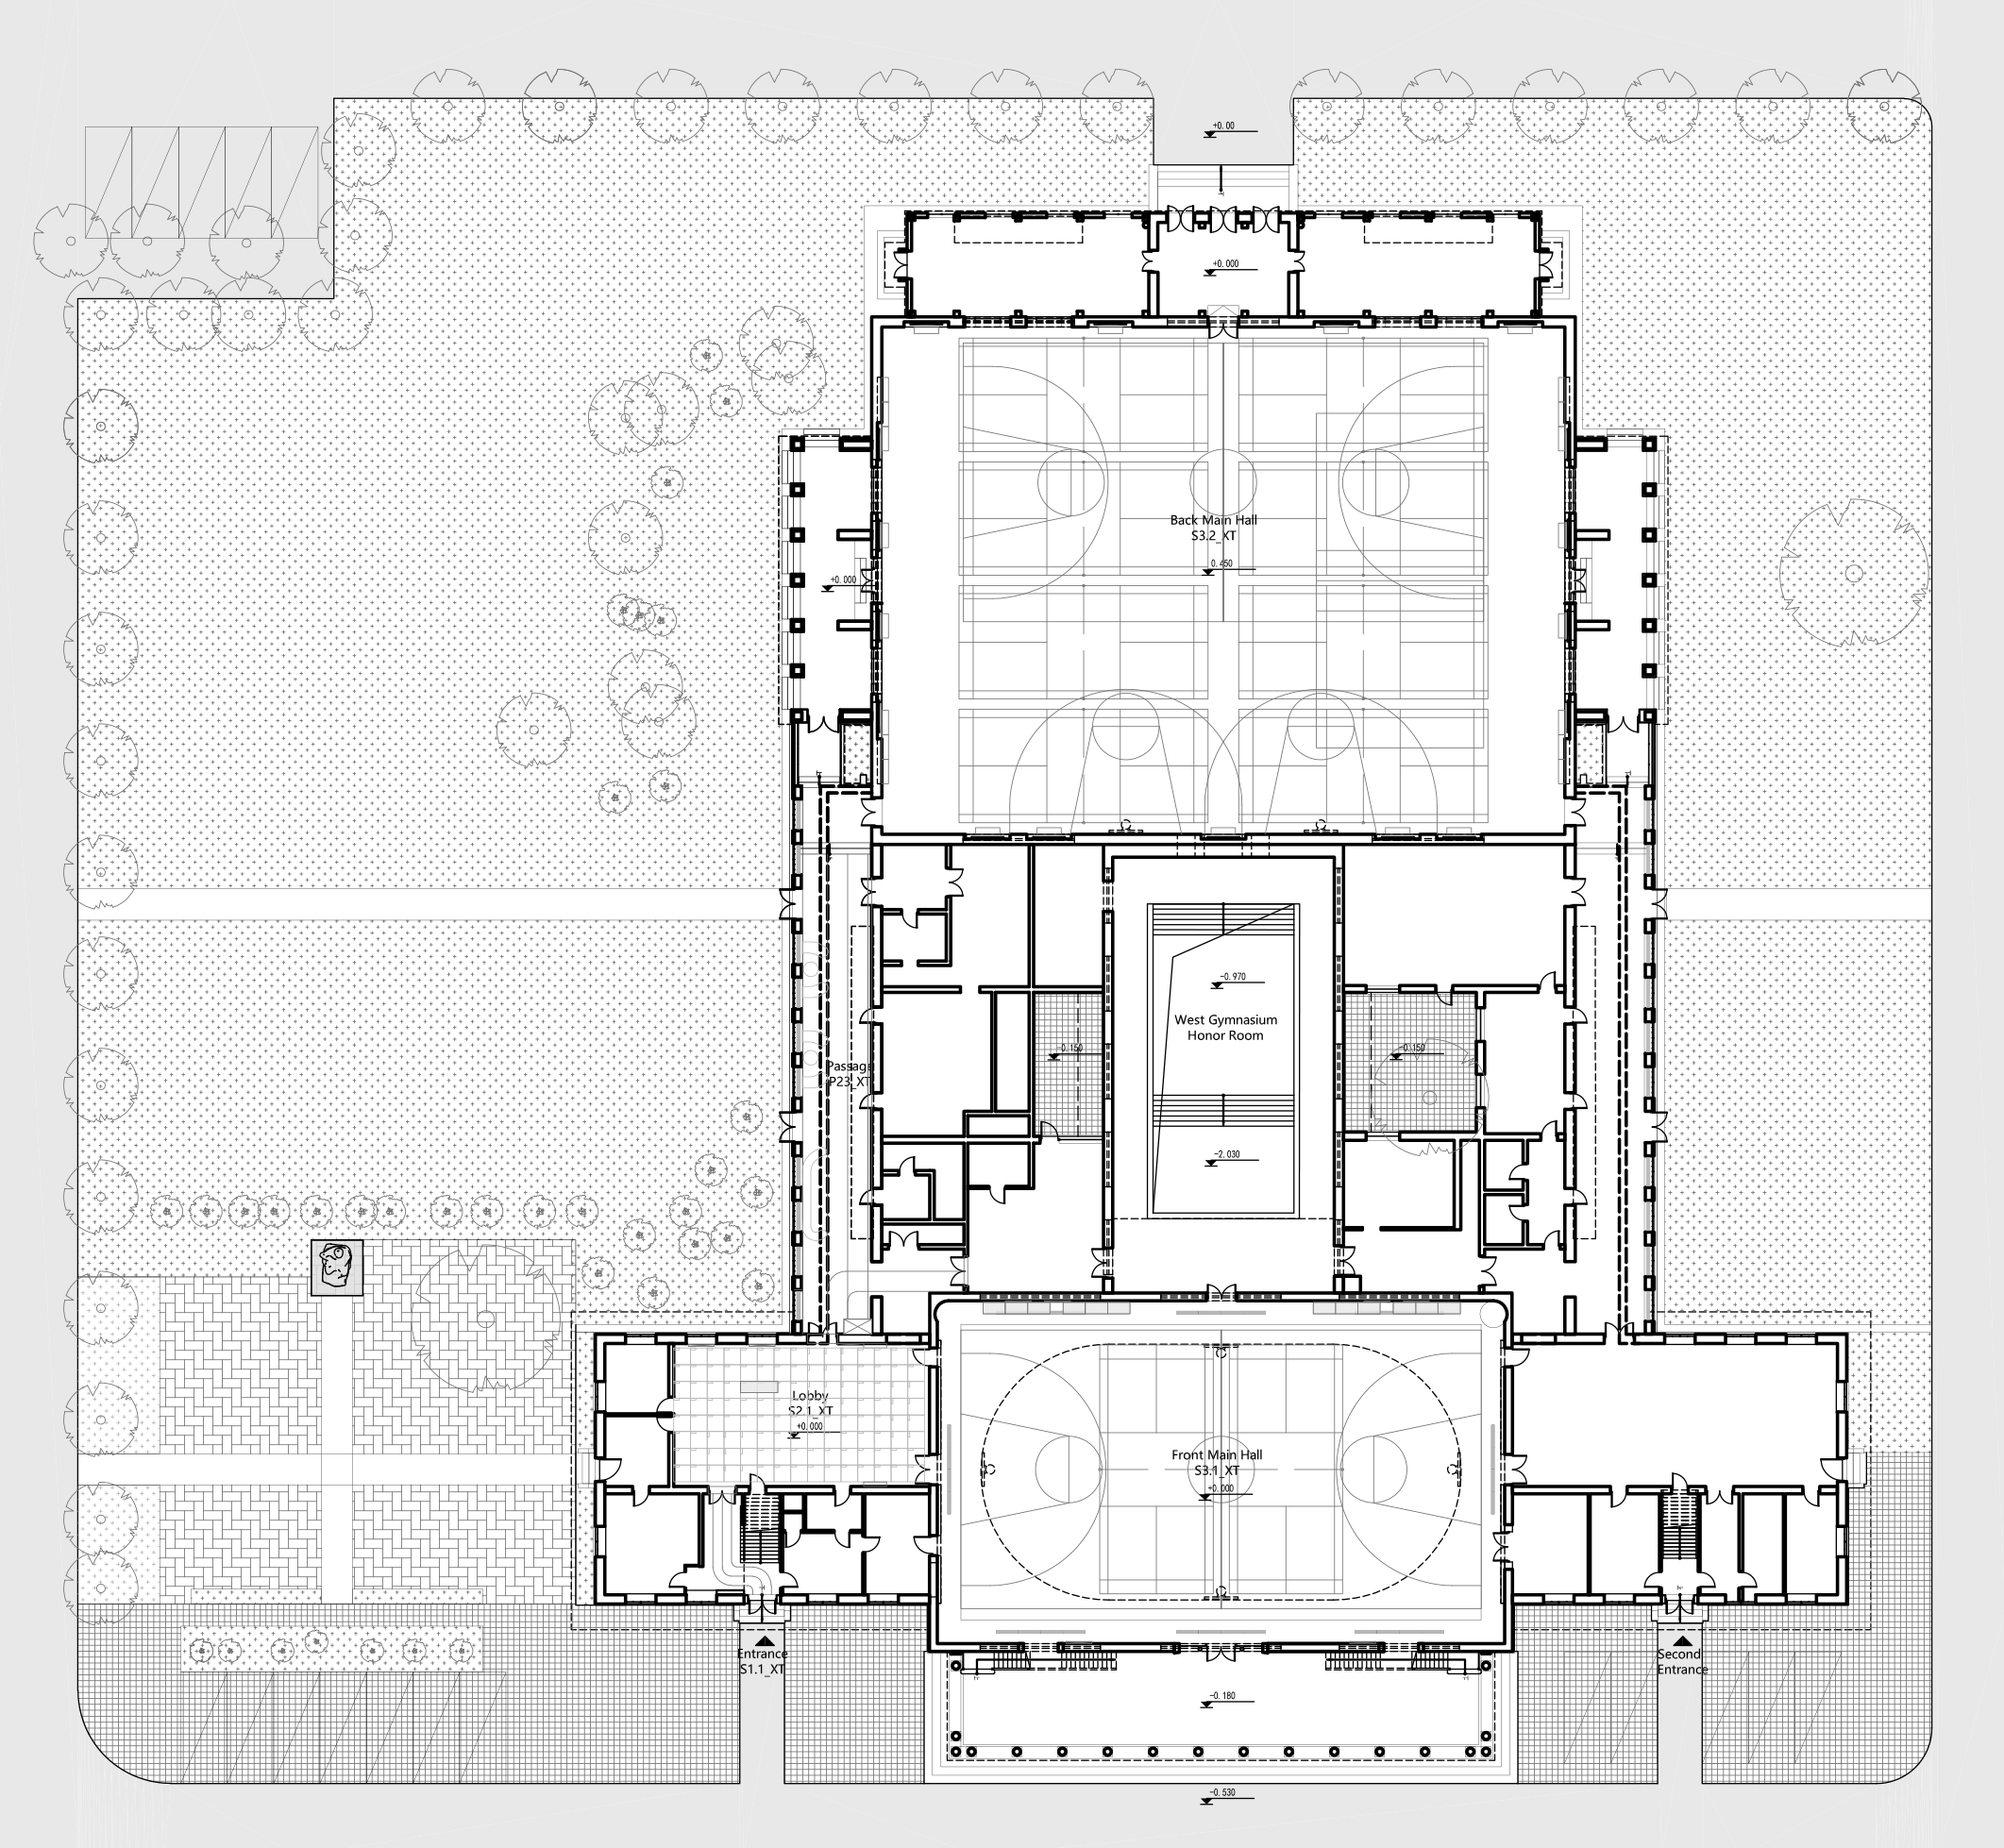 +0.00
+0.000
Back Main Hall
S3.2_XT
0.450
+0.000
-0.970
West Gymnasium
Honor Room
-0.150
-0.150
Passage
P23_XT
-2.030
Lobby
S2.1_XT
+0.000
Front Main Hall
S3.1_XT
+0.000
Entrance
S1.1_XT
Second
Entrance
-0.180
-0.530